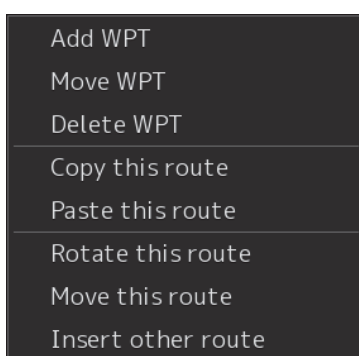 Add WPT
Move WPT
Delete WPT
Copy this route
Paste this route
Rotate this route
Move this route
Insert other route